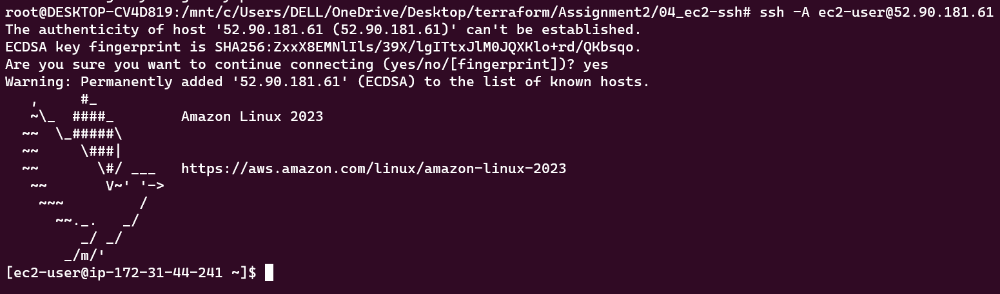 root@DESKTOP-CV4D819:/mnt/c/Users/DELL/OneDrive/Desktop/terraform/Assignment2/04_ec2-ssh# ssh -A ec2-user@52.90.181.61
The authenticity of host '52.90.181.61 (52.90.181.61)' can't be established.
ECDSA key fingerprint is SHA256:ZxxX8EMNlIls/39X/lgITtxJlM0JQXKlo+rd/QKbsqo.
Are you sure you want to continue connecting (yes/no/[fingerprint])? yes
Warning: Permanently added '52.90.181.61' (ECDSA) to the list of known hosts.
   ,     #_
   ~\_  ####_        Amazon Linux 2023
  ~~  \_#####\
  ~~     \###|
  ~~       \#/ ___   https://aws.amazon.com/linux/amazon-linux-2023
   ~~       V~' '->
    ~~~         /
      ~~._.   _/
         _/ _/
       _/m/'
[ec2-user@ip-172-31-44-241 ~]$